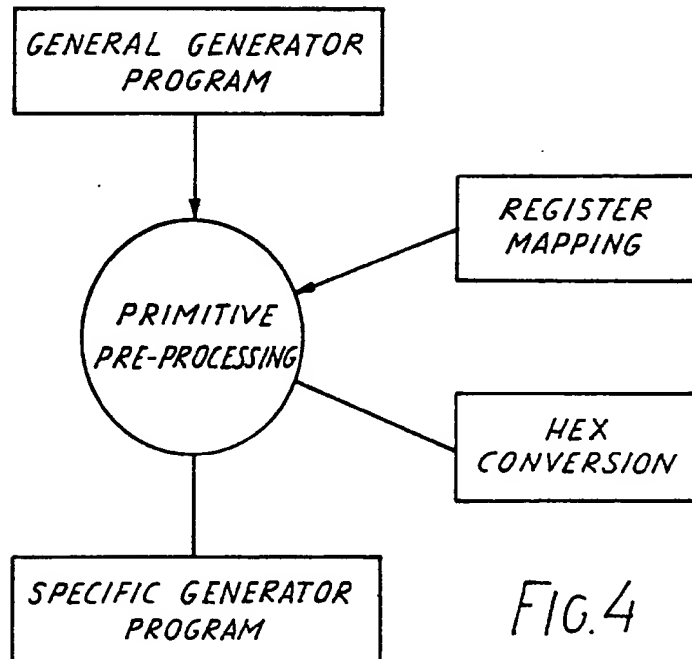 GENERAL GENERATOR
PROGRAM
REGISTER
MAPPING
PRIMITIVE
PRE-PROCESSING
HEX
CONVERSION
SPECIFIC GENERATOR
PROGRAM
FIG.4